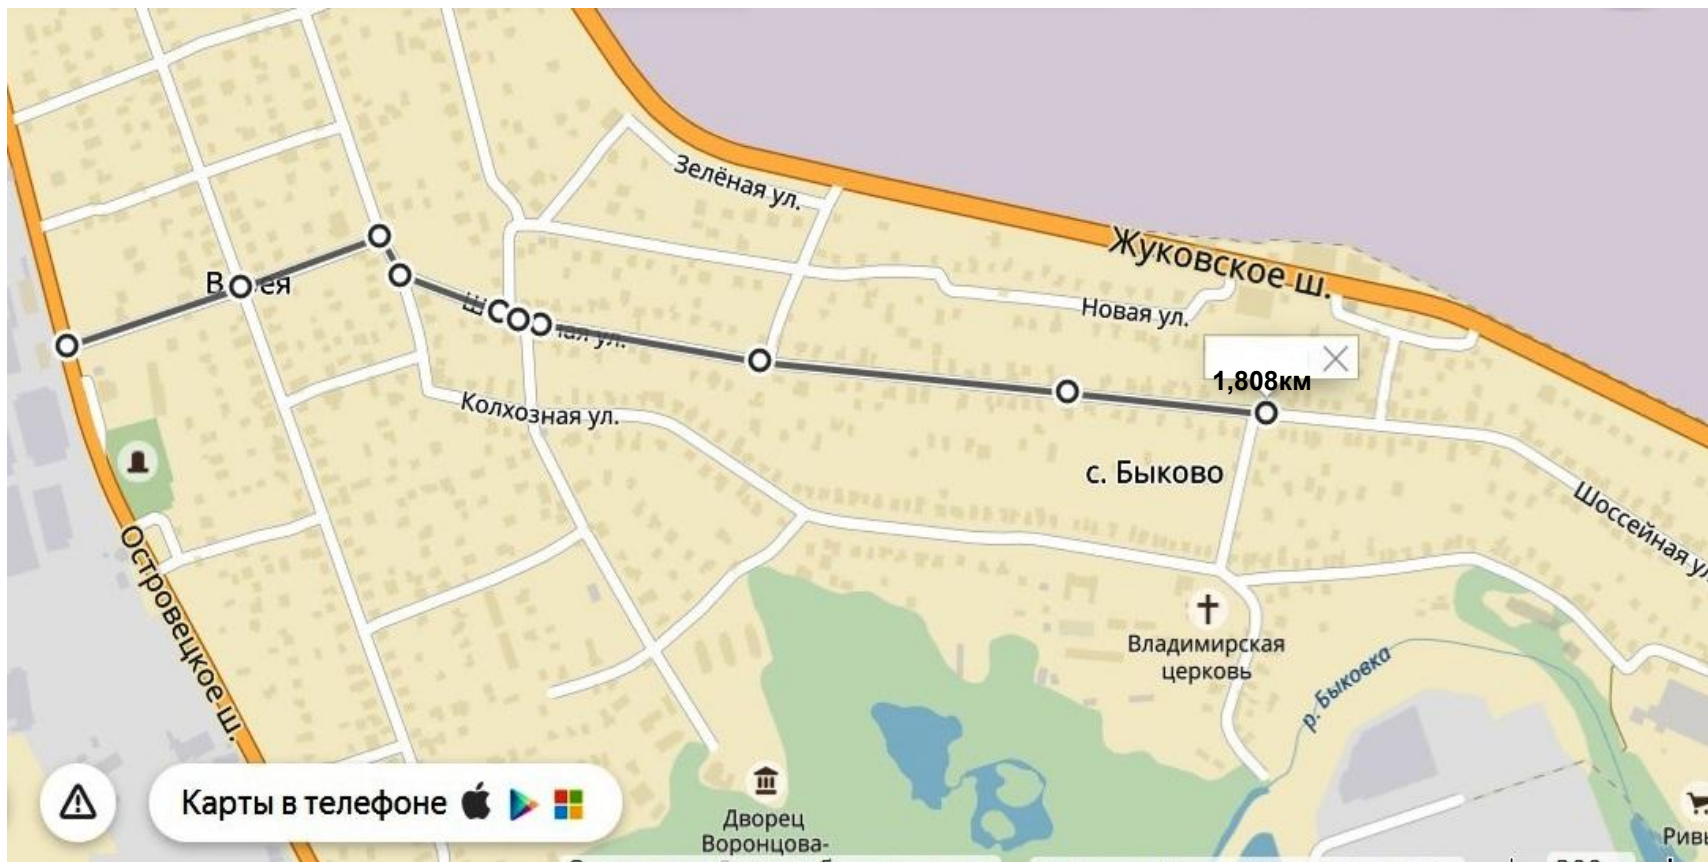 Зелёная ул.
Жуковское ш.
Новая ул.
1,808км
Колхозная ул.
с. Быково
Шоссейная ул.
Островецкое ш.
Владимирская
церковь
р. Быковка
Карты в телефоне
Дворец
Воронцова-